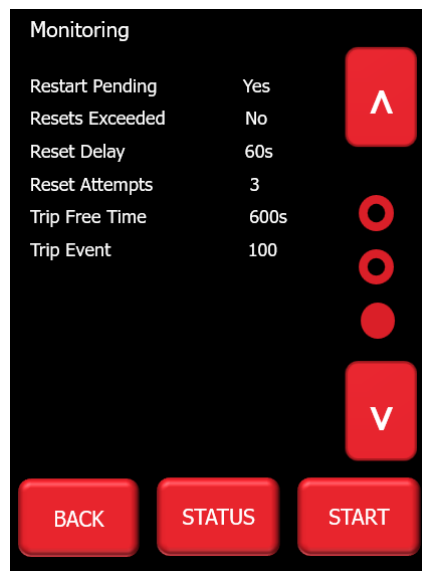 Monitoring
Restart Pending Yes
Resets Exceeded No
Reset Delay 60s
Reset Attempts 3
Trip Free Time 600s
Trip Event 100
BACK STATUS START